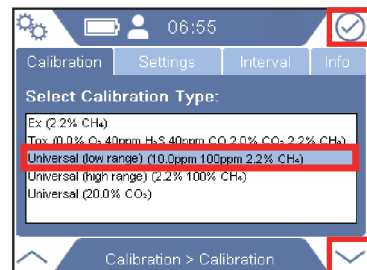 06:55
Calibration Settings Interval Info
Select Calibration Type:
Ex (2.2% CH₄)
Tox (0.0% O₂ 40ppm H₂S 40ppm CO 2.0% CO₂ 2.2% CH₄)
Universal (low range) (10.0ppm 100ppm 2.2% CH₄)
Universal (high range) (2.2% 100% CH₄)
Universal (20.0% CO₂)
Calibration > Calibration